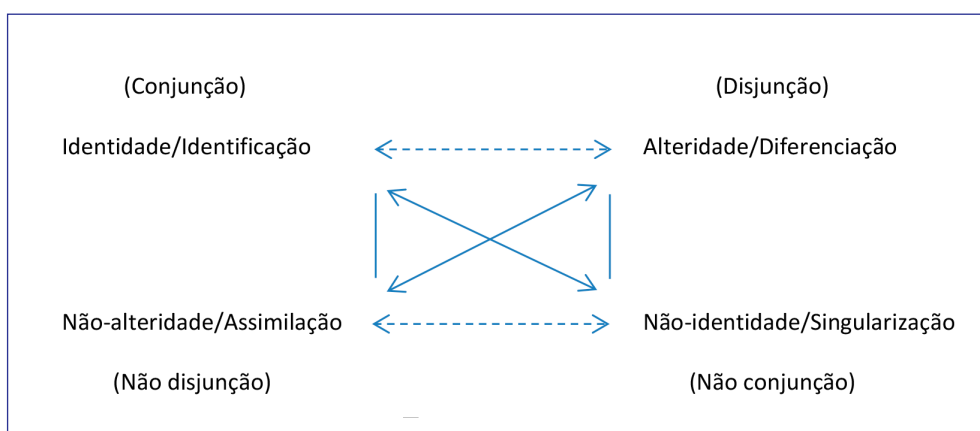 (Conjunção) (Disjunção)
Identidade/Identificação Alteridade/Diferenciação
Não-alteridade/Assimilação Não-identidade/Singularização
(Não disjunção) (Não conjunção)